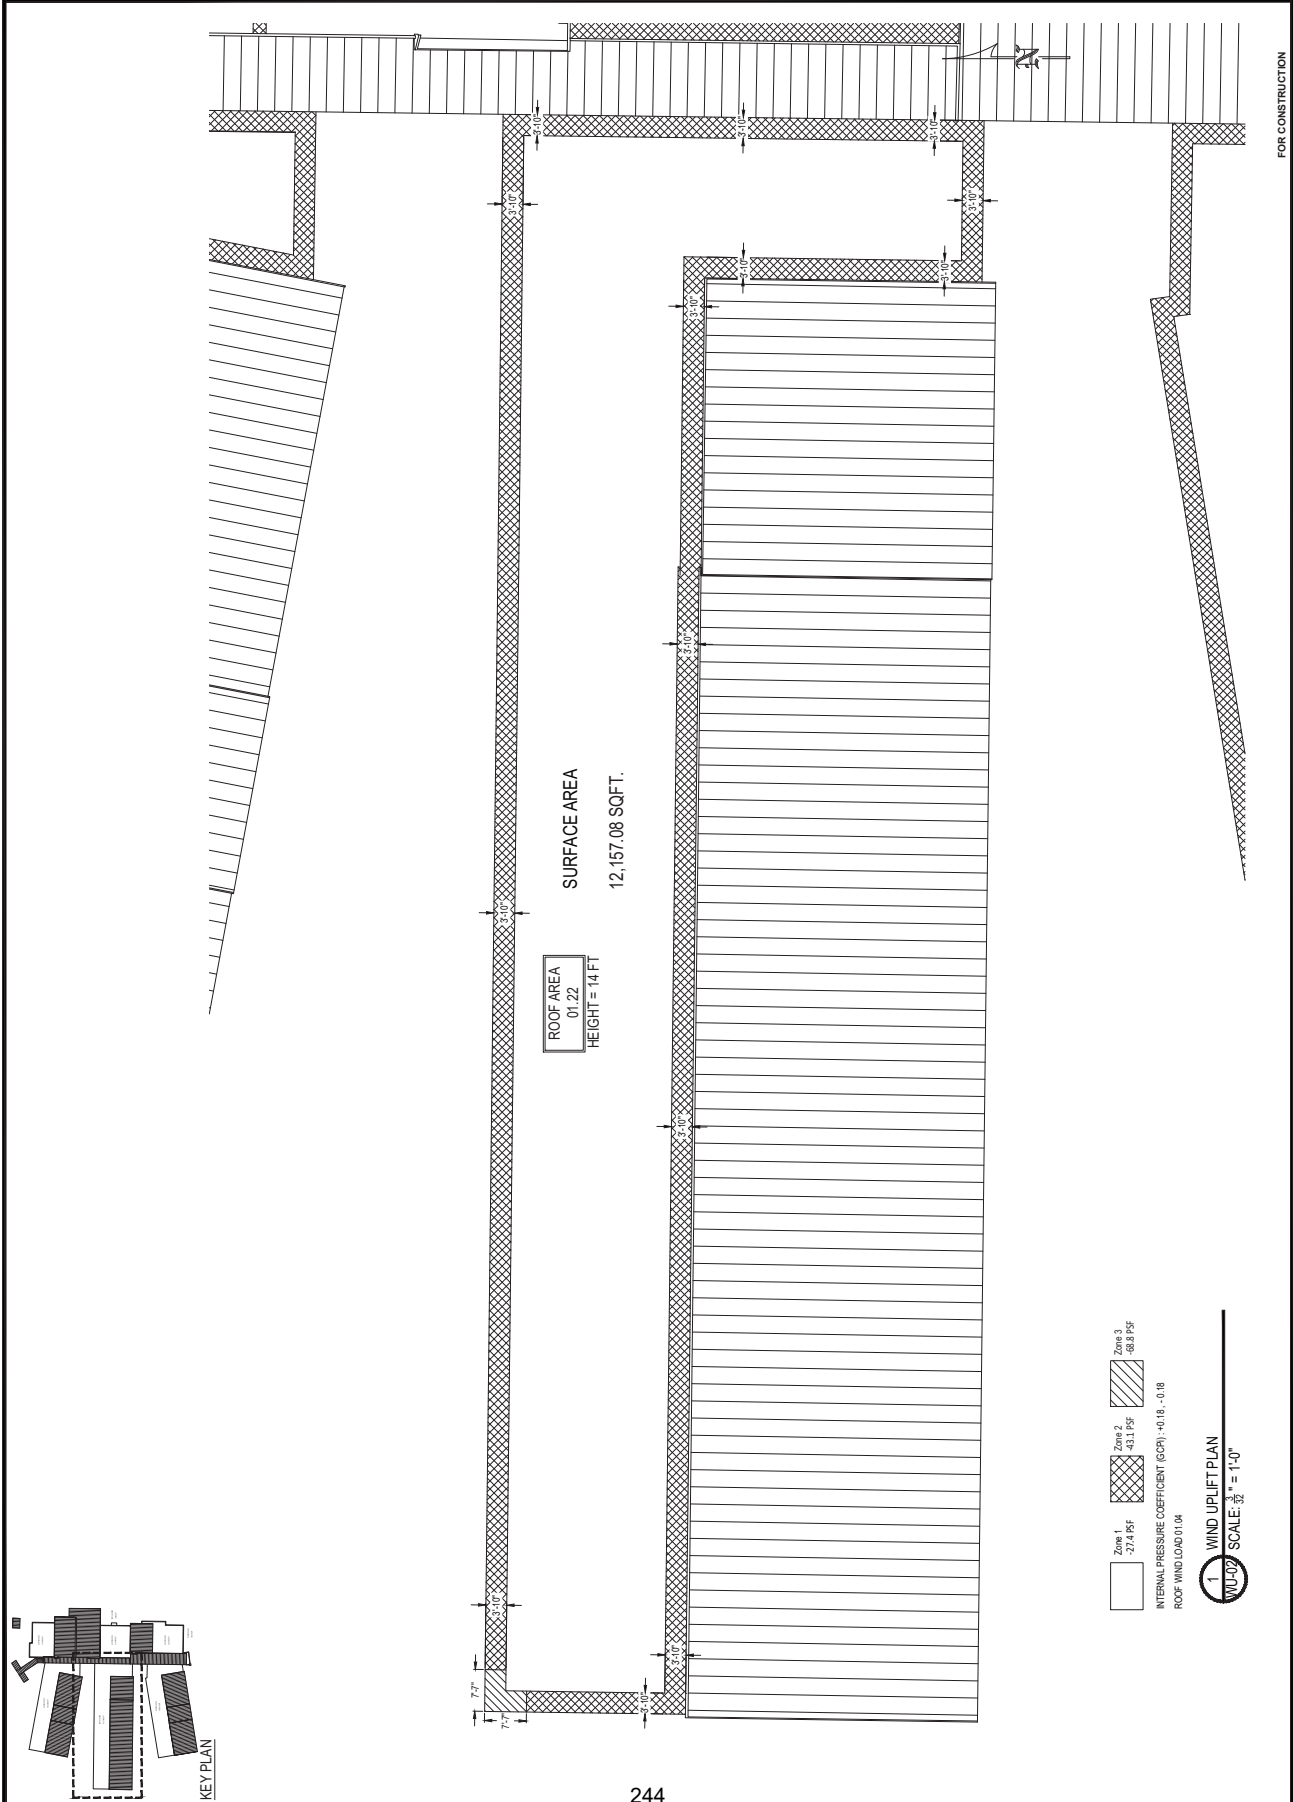 FOR CONSTRUCTION
N
3'-10"
3'-10"
3'-10"
3'-10"
3'-10"
3'-10"
3'-10"
3'-10"
3'-10"
3'-10"
3'-10"
3'-10"
3'-10"
3'-10"
7'-7"
7'-7"
SURFACE AREA
12,157.08 SQFT.
ROOF AREA
01.22
HEIGHT = 14 FT
Zone 1
-27.4 PSF
Zone 2
-43.1 PSF
Zone 3
-68.8 PSF
INTERNAL PRESSURE COEFFICIENT (GCPi) : +0.18 , - 0.18
ROOF WIND LOAD 01.04
1
WU-02
WIND UPLIFT PLAN
SCALE: 3/32" = 1'-0"
KEY PLAN
244